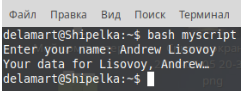 Файл Правка Вид Поиск Терминал
delamart@Shipelka:~$ bash myscript
Enter your name: Andrew Lisovoy
Your data for Lisovoy, Andrew…
delamart@Shipelka:~$
png